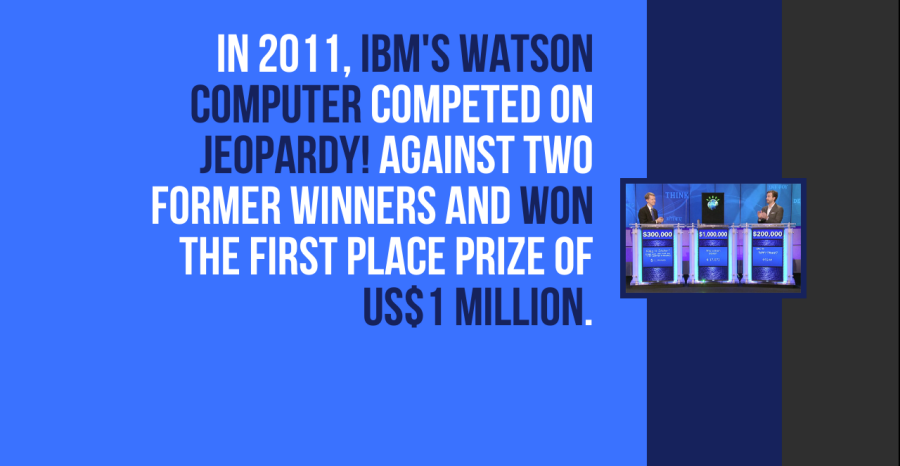 IN 2011, IBM'S WATSON
COMPUTER COMPETED ON
JEOPARDY! AGAINST TWO
FORMER WINNERS AND WON
THE FIRST PLACE PRIZE OF
US$1 MILLION.
THINK
$300,000
$1,000,000
$200,000